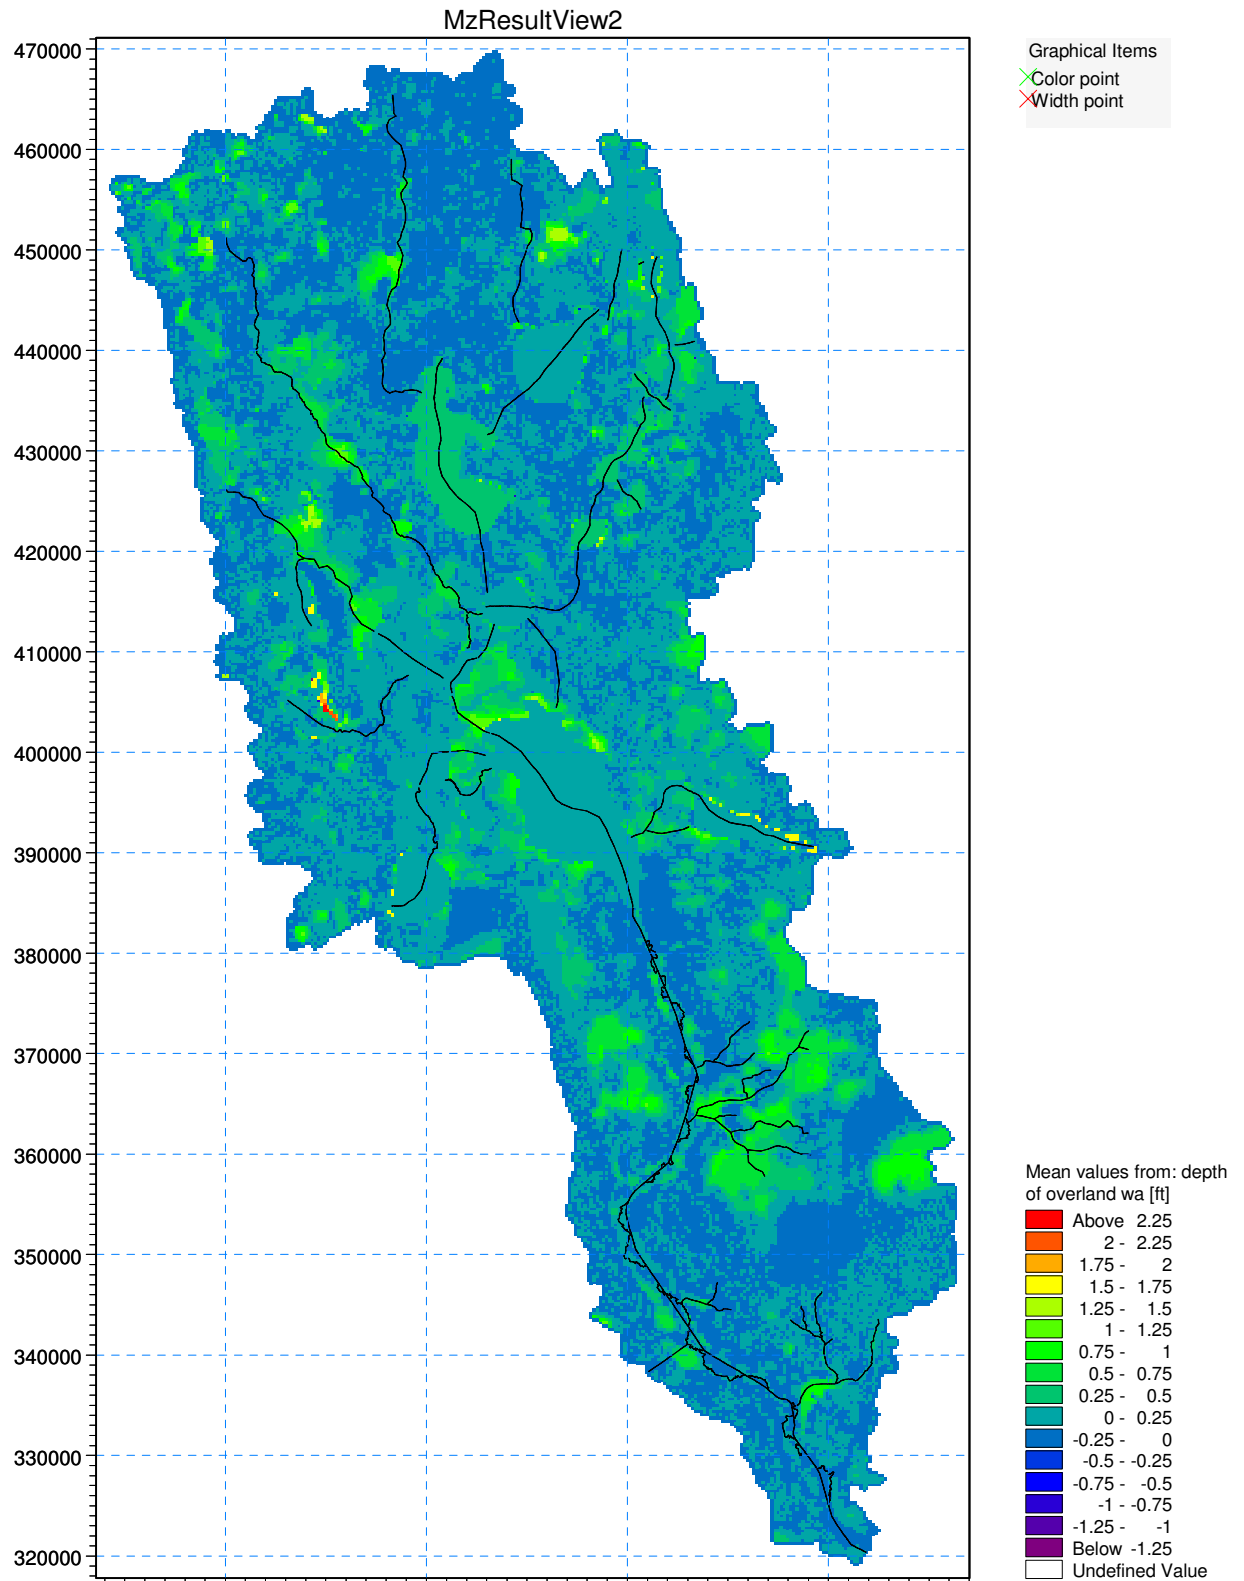 MzResultView2
470000
460000
450000
440000
430000
420000
410000
400000
390000
380000
370000
360000
350000
340000
330000
320000
Graphical Items
Color point
Width point
Mean values from: depth
of overland wa [ft]
Above 2.25
2 - 2.25
1.75 - 2
1.5 - 1.75
1.25 - 1.5
1 - 1.25
0.75 - 1
0.5 - 0.75
0.25 - 0.5
0 - 0.25
-0.25 - 0
-0.5 - -0.25
-0.75 - -0.5
-1 - -0.75
-1.25 - -1
Below -1.25
Undefined Value